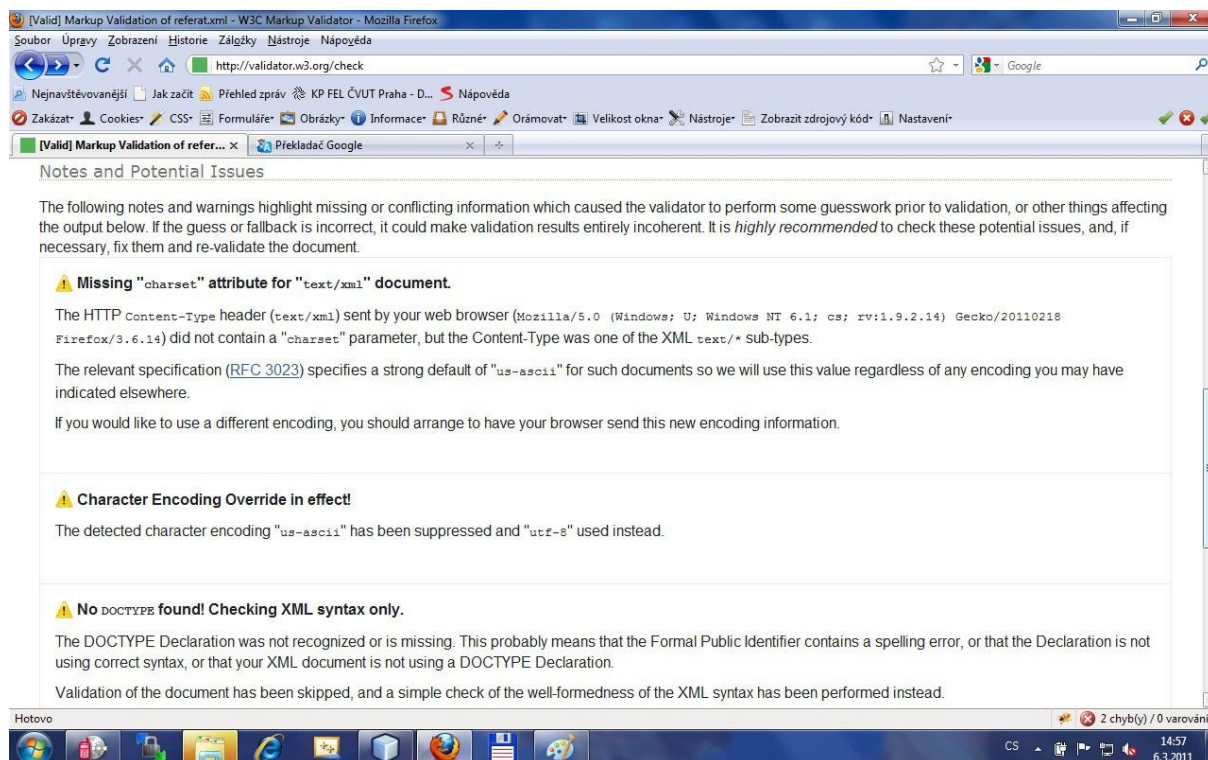 [Valid] Markup Validation of referat.xml - W3C Markup Validator - Mozilla Firefox
Soubor Úpravy Zobrazení Historie Záložky Nástroje Nápověda
http://validator.w3.org/check Google
Nejnavštěvovanější Jak začít Přehled zpráv KP FEL ČVUT Praha - D... Nápověda
Zakázat Cookies CSS Formuláře Obrázky Informace Různé Orámovat Velikost okna Nástroje Zobrazit zdrojový kód Nastavení
[Valid] Markup Validation of refer... Překladač Google
Notes and Potential Issues
The following notes and warnings highlight missing or conflicting information which caused the validator to perform some guesswork prior to validation, or other things affecting
the output below. If the guess or fallback is incorrect, it could make validation results entirely incoherent. It is highly recommended to check these potential issues, and, if
necessary, fix them and re-validate the document.
Missing "charset" attribute for "text/xml" document.
The HTTP Content-Type header (text/xml) sent by your web browser (Mozilla/5.0 (Windows; U; Windows NT 6.1; cs; rv:1.9.2.14) Gecko/20110218
Firefox/3.6.14) did not contain a "charset" parameter, but the Content-Type was one of the XML text/* sub-types.
The relevant specification (RFC 3023) specifies a strong default of "us-ascii" for such documents so we will use this value regardless of any encoding you may have
indicated elsewhere.
If you would like to use a different encoding, you should arrange to have your browser send this new encoding information.
Character Encoding Override in effect!
The detected character encoding "us-ascii" has been suppressed and "utf-8" used instead.
No DOCTYPE found! Checking XML syntax only.
The DOCTYPE Declaration was not recognized or is missing. This probably means that the Formal Public Identifier contains a spelling error, or that the Declaration is not
using correct syntax, or that your XML document is not using a DOCTYPE Declaration.
Validation of the document has been skipped, and a simple check of the well-formedness of the XML syntax has been performed instead.
Hotovo 2 chyb(y) / 0 varování
CS 14:57
6.3.2011